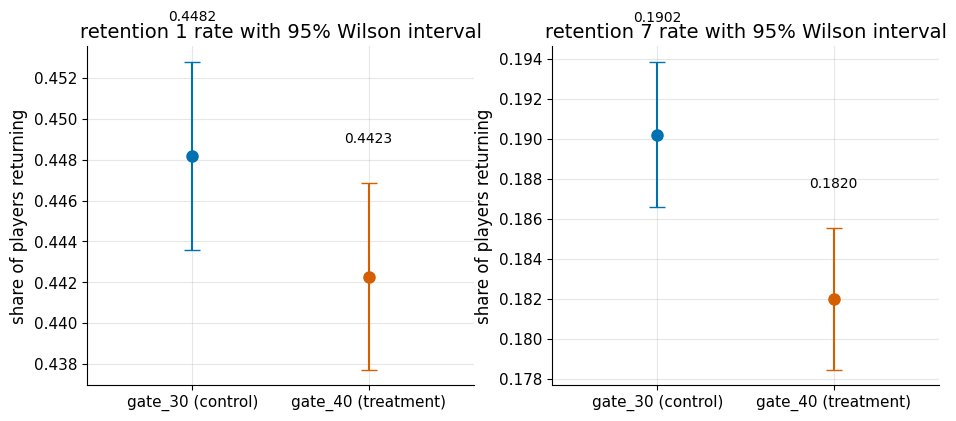 0.4482
retention 1 rate with 95% Wilson interval
share of players returning
0.452
0.450
0.448
0.446
0.444
0.442
0.440
0.438
0.4423
gate_30 (control)
gate_40 (treatment)
0.1902
retention 7 rate with 95% Wilson interval
share of players returning
0.194
0.192
0.190
0.188
0.186
0.184
0.182
0.180
0.178
0.1820
gate_30 (control)
gate_40 (treatment)